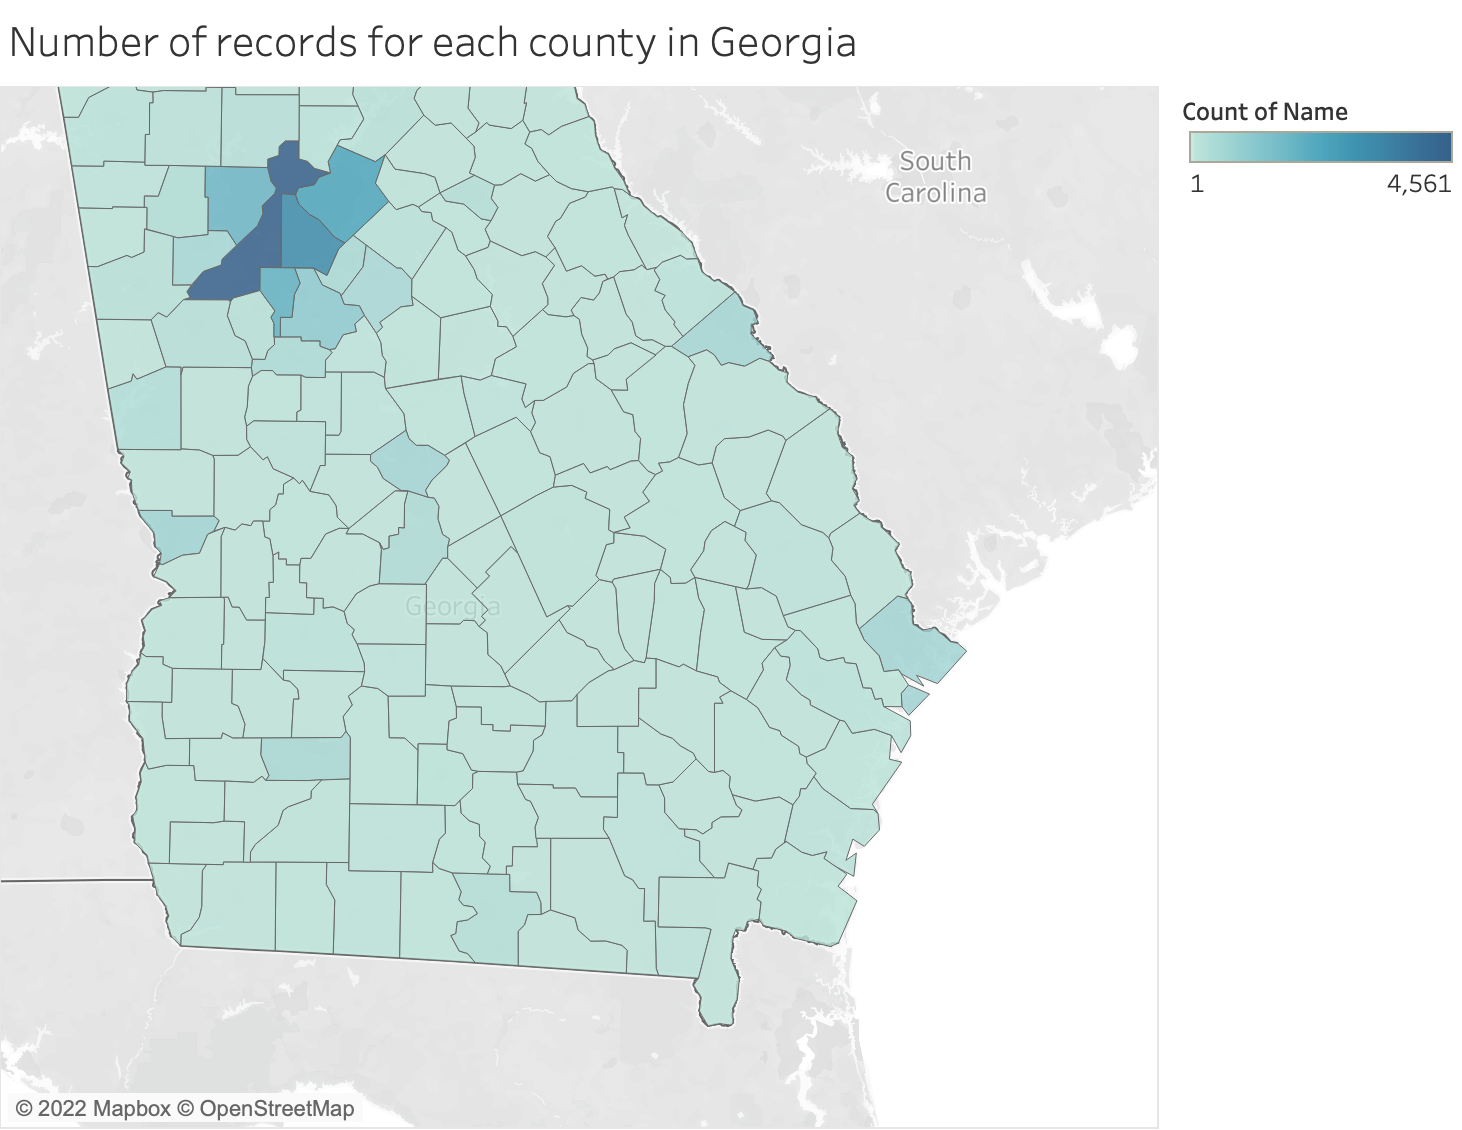 Number of records for each county in Georgia
Count of Name
1 4,561
South
Carolina
Georgia
© 2022 Mapbox © OpenStreetMap